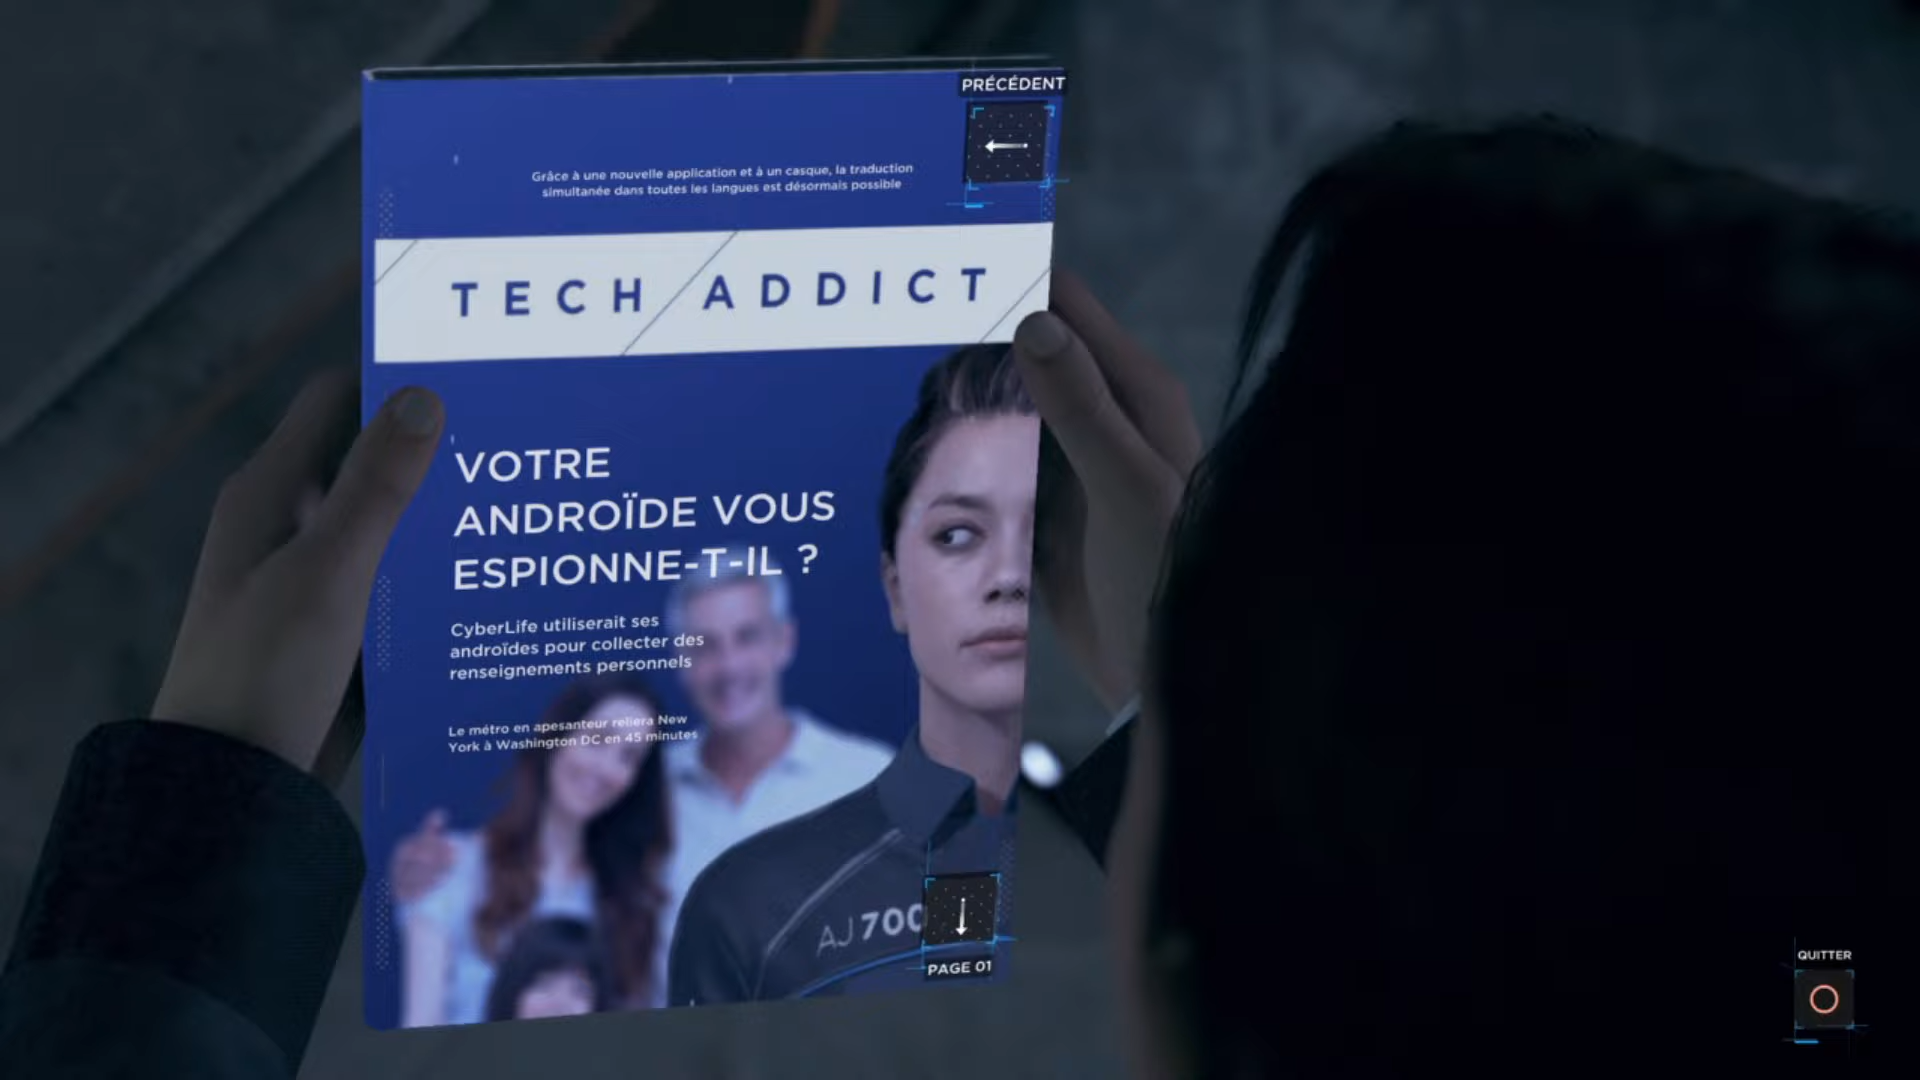 PRÉCÉDENT
Grâce à une nouvelle application et à un casque, la traduction
simultanée dans toutes les langues est désormais possible
TECH ADDICT
VOTRE
ANDROÏDE VOUS
ESPIONNE-T-IL ?
CyberLife utiliserait ses
androïdes pour collecter des
renseignements personnels
Le métro en apesanteur reliera New
York à Washington DC en 45 minutes
AJ 700
PAGE 01
QUITTER